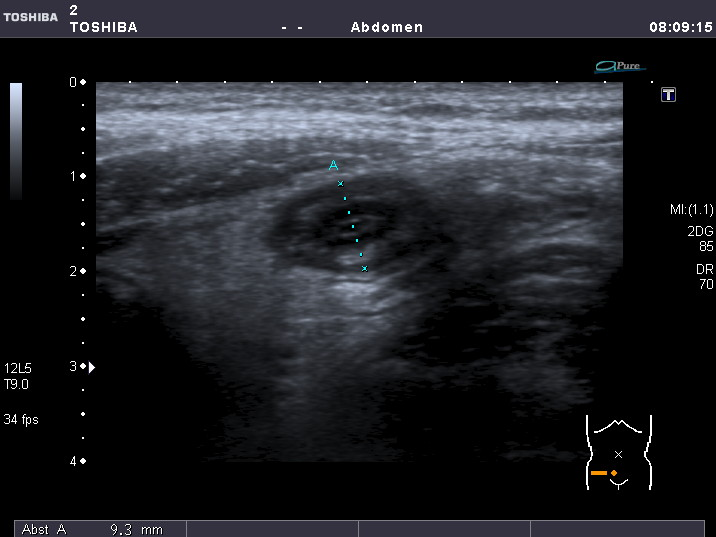 TOSHIBA
2
TOSHIBA - - Abdomen 08:09:15
aPure
T
0
A
1
MI:(1.1)
2DG
85
2
DR
70
3
12L5
T9.0
34 fps
4
Abst A 9.3 mm